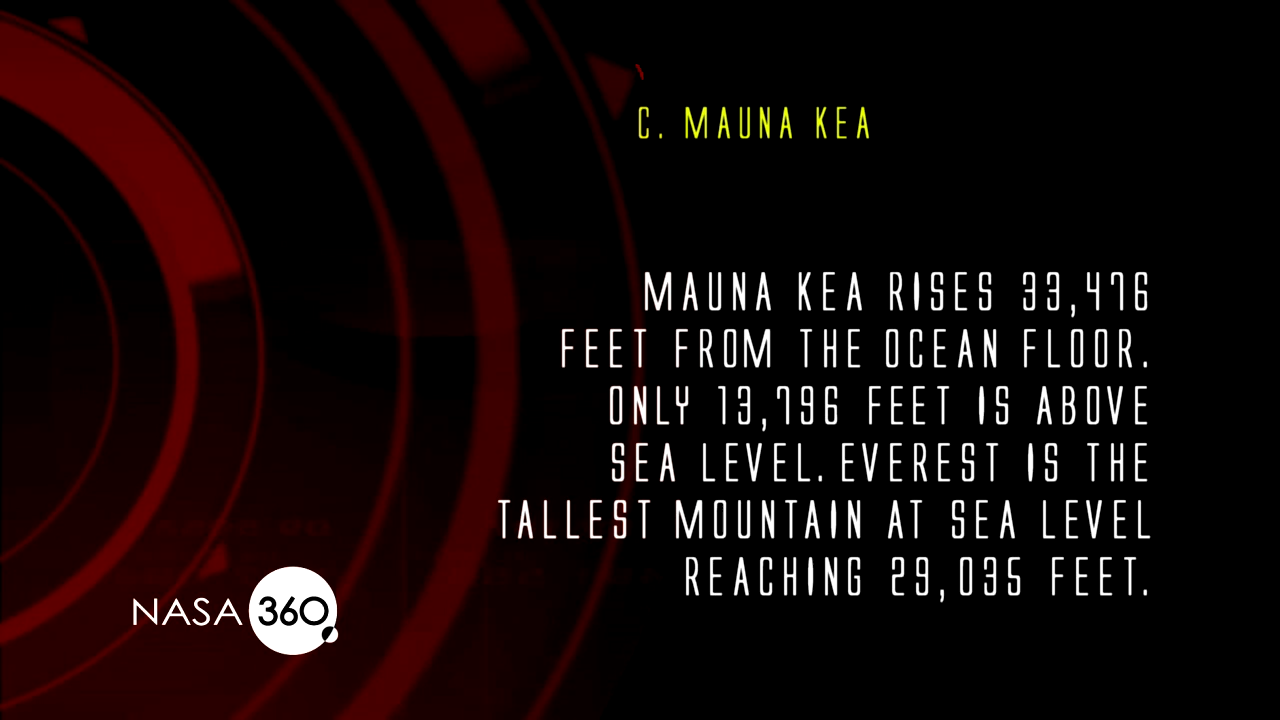 C. MAUNA KEA
MAUNA KEA RISES 33,476
FEET FROM THE OCEAN FLOOR.
ONLY 13,796 FEET IS ABOVE
SEA LEVEL. EVEREST IS THE
TALLEST MOUNTAIN AT SEA LEVEL
REACHING 29,035 FEET.
NASA 360